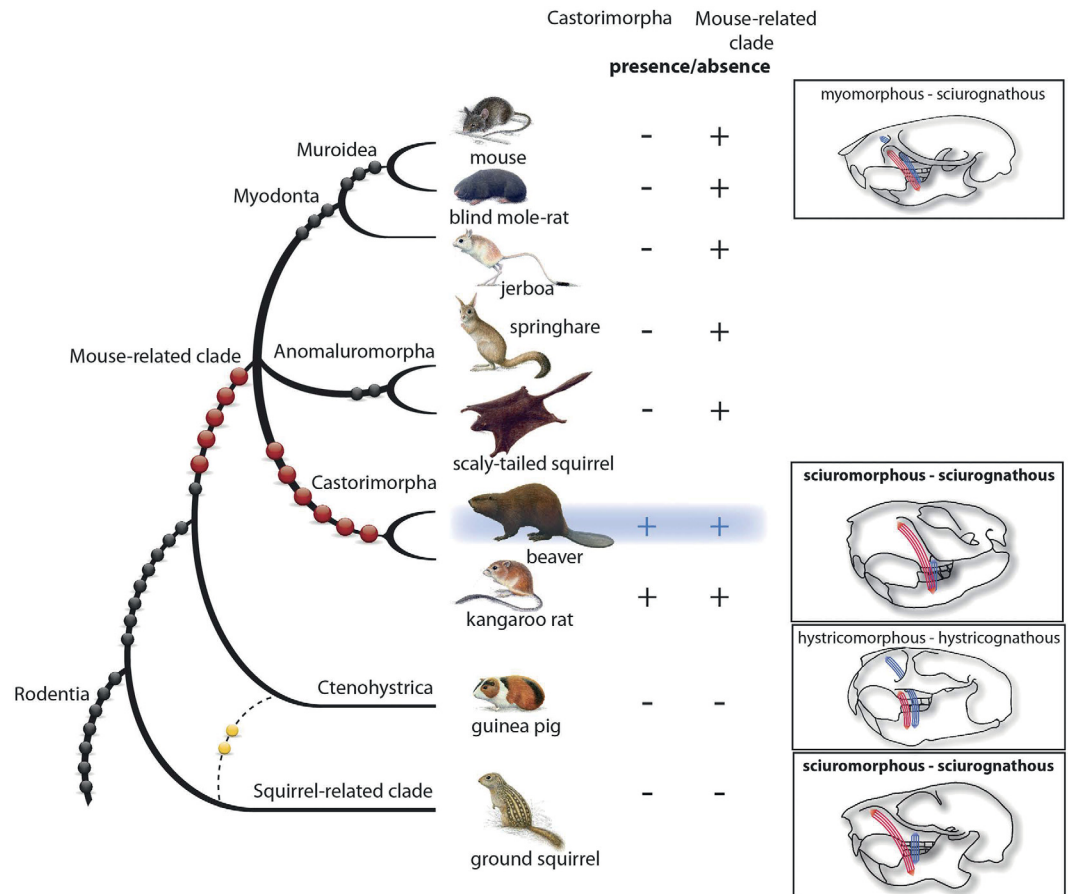 Castorimorpha
Mouse-related
clade
presence/absence
myomorphous - sciurognathous
mouse
- +
Muroidea
Myodonta
blind mole-rat
- +
jerboa
- +
springhare
- +
Mouse-related clade
Anomaluromorpha
scaly-tailed squirrel
- +
sciuromorphous - sciurognathous
Castorimorpha
beaver
+ +
kangaroo rat
+ +
hystricomorphous - hystricognathous
Rodentia
Ctenohystrica
guinea pig
- -
sciuromorphous - sciurognathous
Squirrel-related clade
ground squirrel
- -